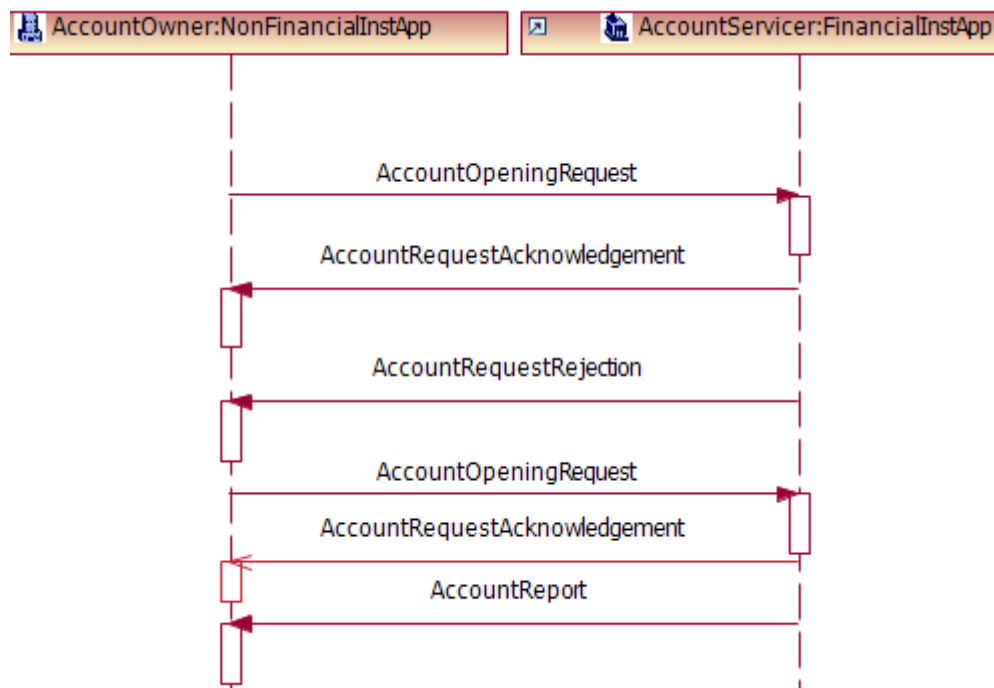 AccountOwner:NonFinancialInstApp
AccountServicer:FinancialInstApp
AccountOpeningRequest
AccountRequestAcknowledgement
AccountRequestRejection
AccountOpeningRequest
AccountRequestAcknowledgement
AccountReport